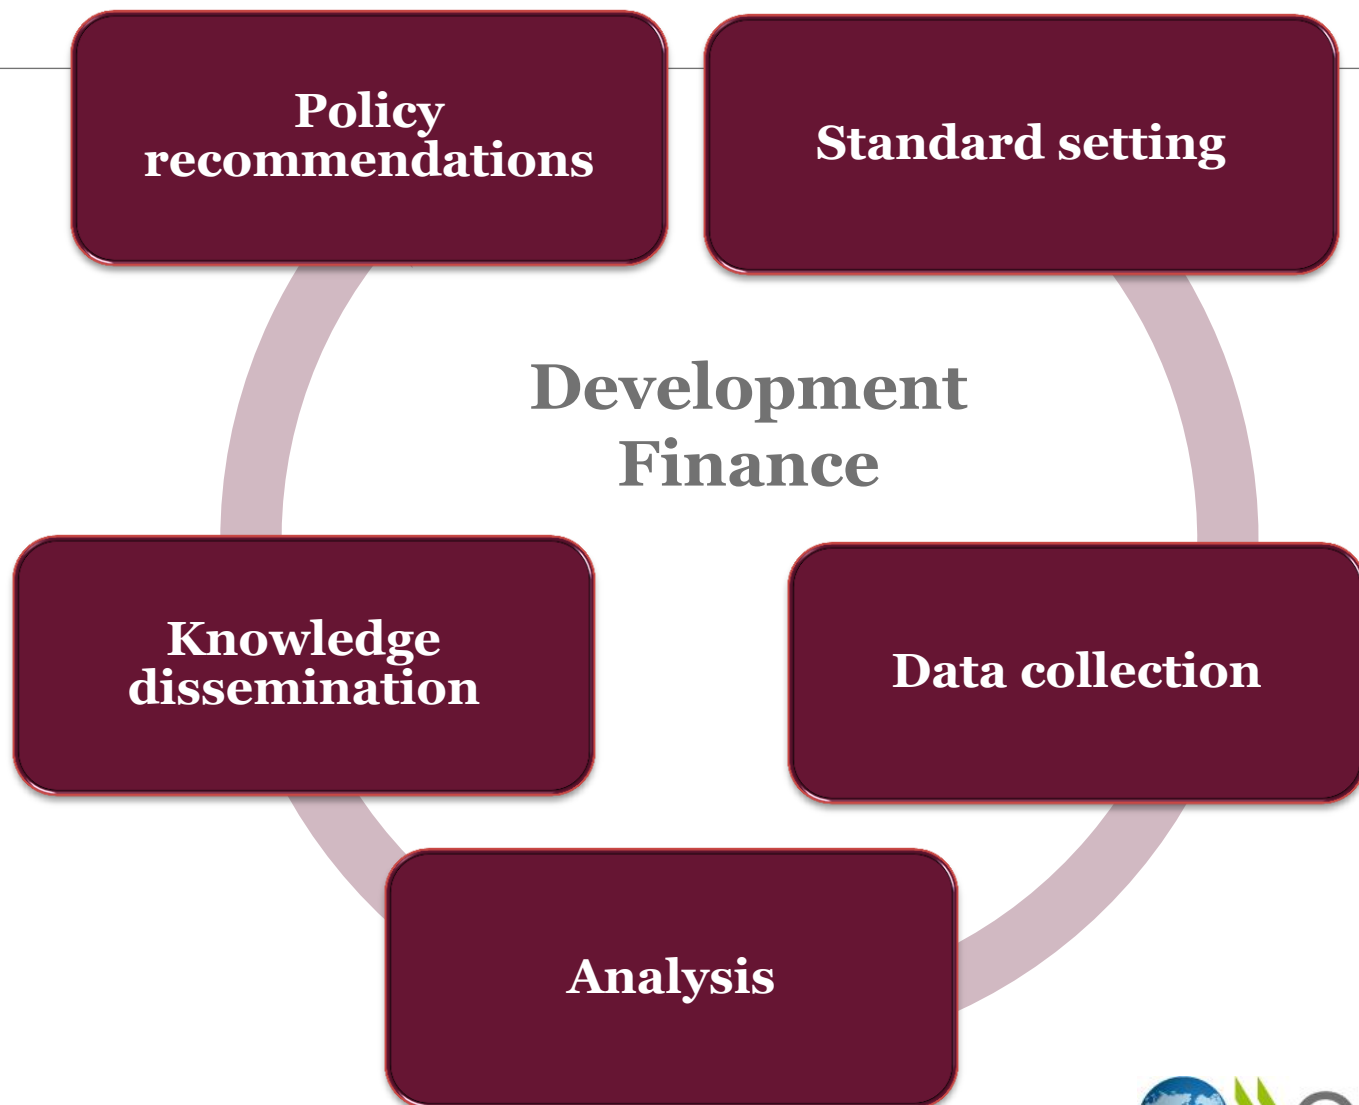 Policy
recommendations
Standard setting
Development
Finance
Knowledge
dissemination
Data collection
Analysis